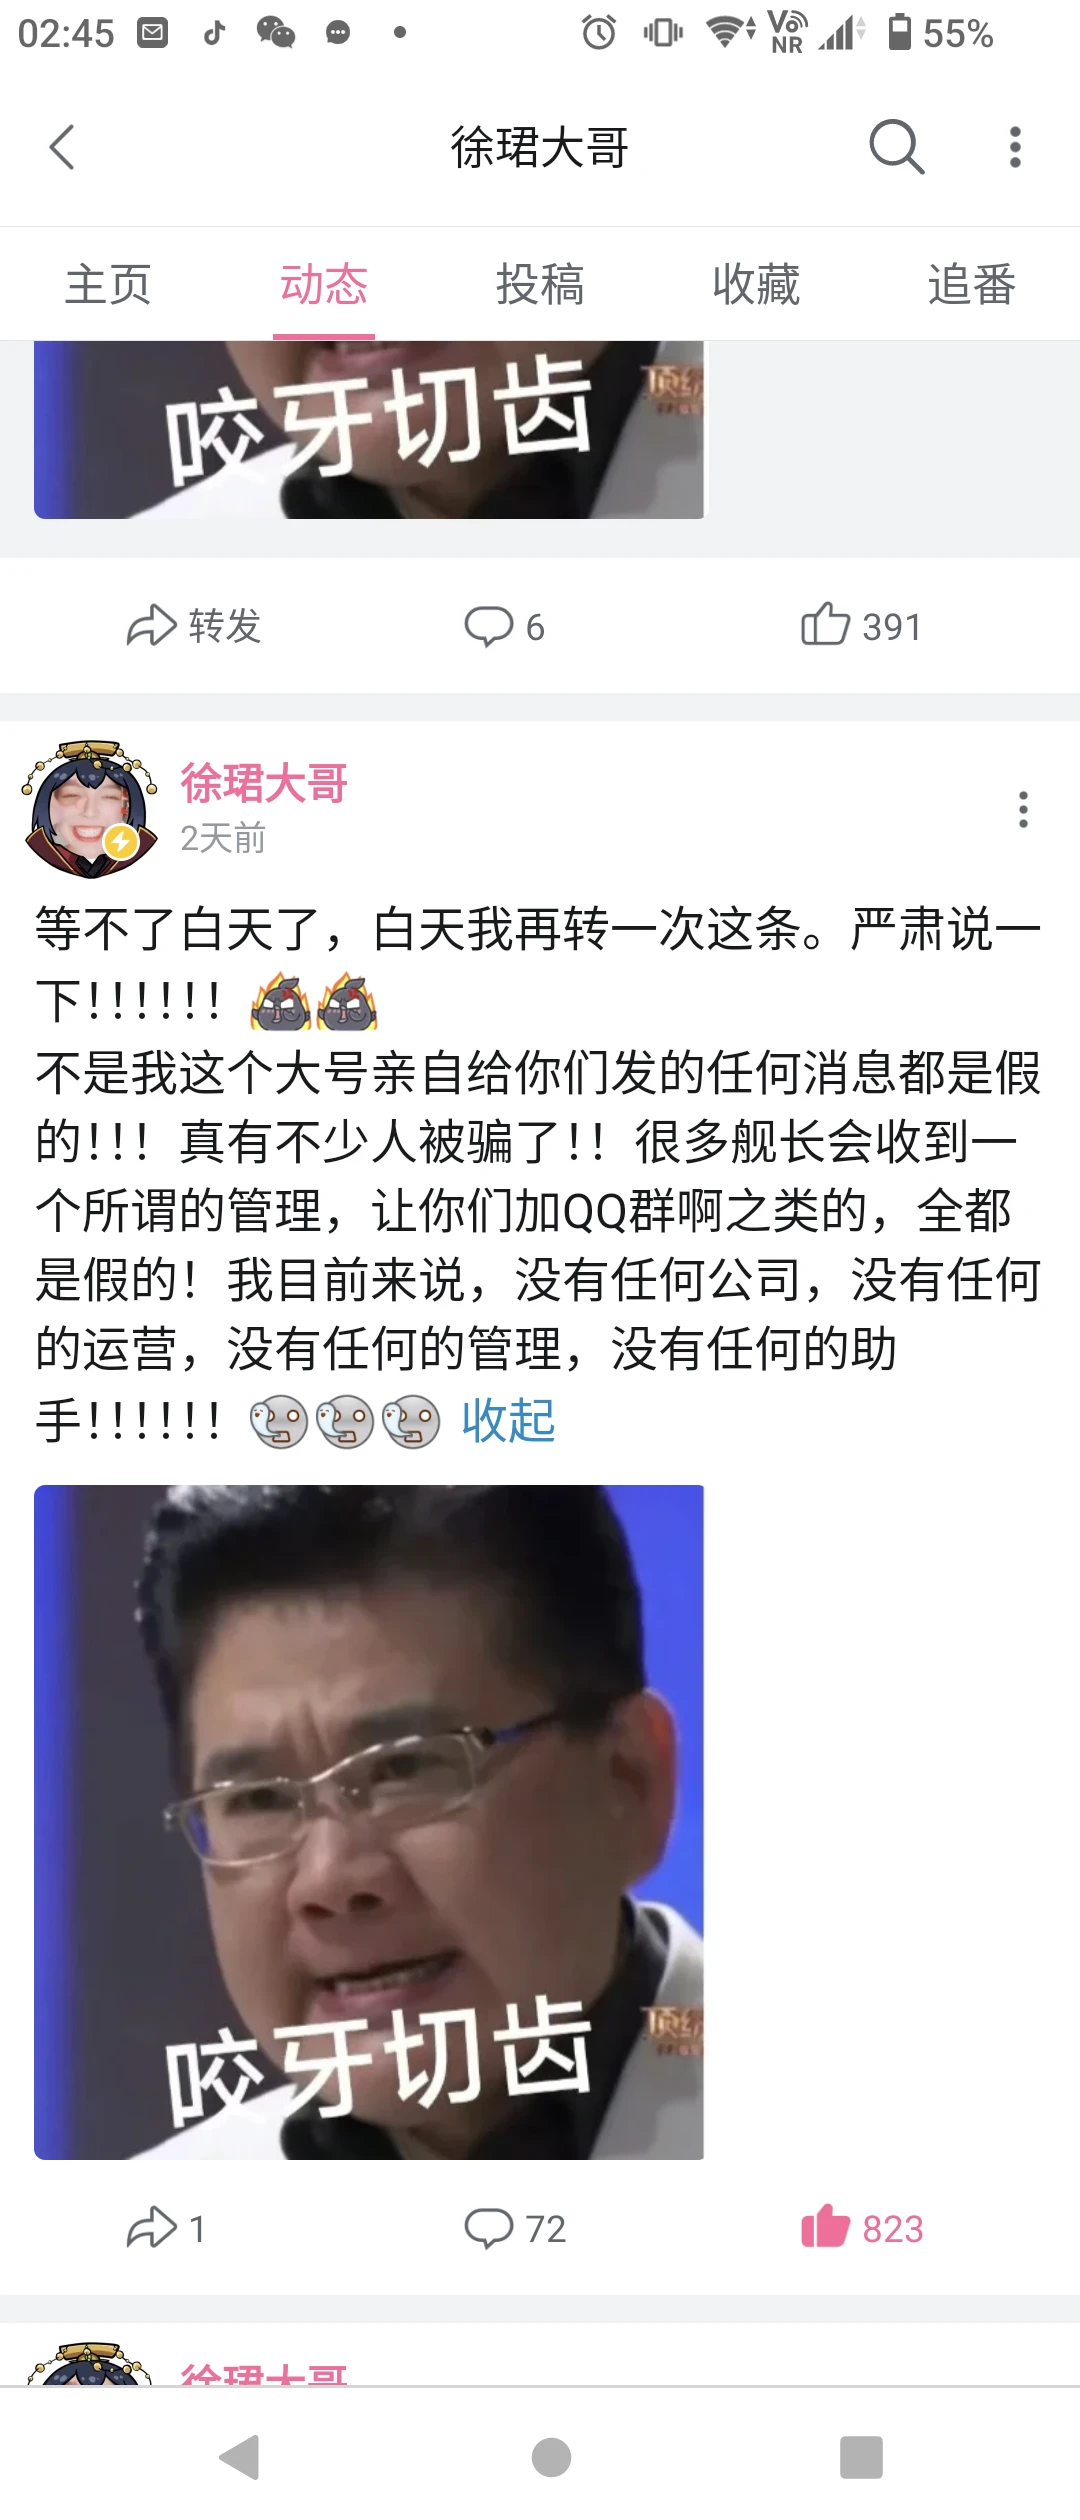 02:45
VoNR
55%
徐珺大哥
主页 动态 投稿 收藏 追番
咬牙切齿
转发 6 391
徐珺大哥
2天前
等不了白天了，白天我再转一次这条。严肃说一
下！！！！！！
不是我这个大号亲自给你们发的任何消息都是假
的！！！真有不少人被骗了！！很多舰长会收到一
个所谓的管理，让你们加QQ群啊之类的，全都
是假的！我目前来说，没有任何公司，没有任何
的运营，没有任何的管理，没有任何的助
手！！！！！！ 收起
咬牙切齿
1 72 823
徐珺大哥